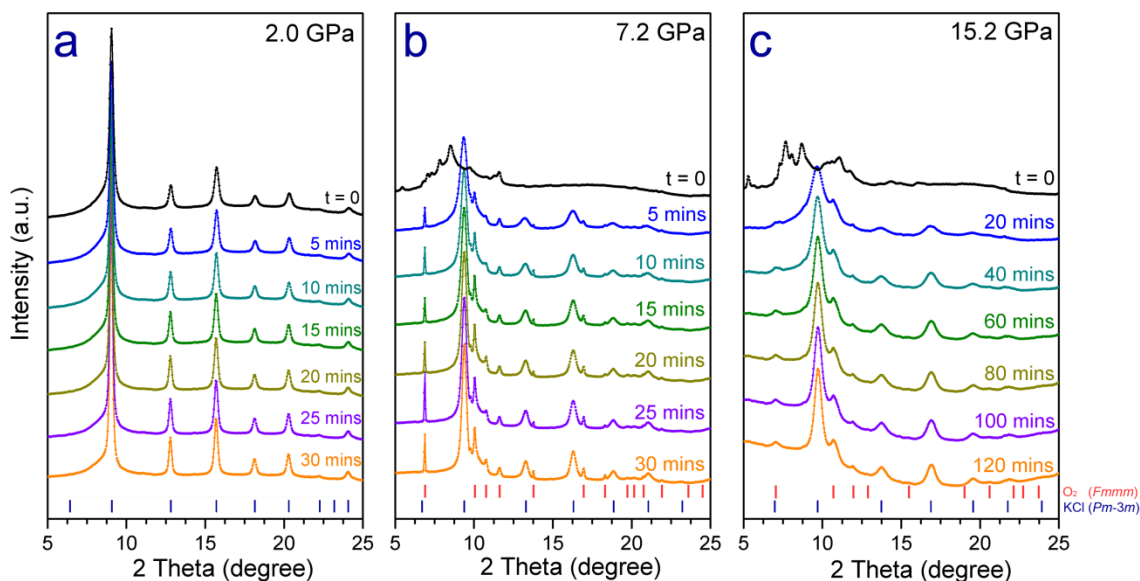 a
2.0 GPa
t = 0
5 mins
10 mins
15 mins
20 mins
25 mins
30 mins
5 10 15 20 25
2 Theta (degree)
Intensity (a.u.)
b
7.2 GPa
t = 0
5 mins
10 mins
15 mins
20 mins
25 mins
30 mins
5 10 15 20 25
2 Theta (degree)
c
15.2 GPa
t = 0
20 mins
40 mins
60 mins
80 mins
100 mins
120 mins
5 10 15 20 25
2 Theta (degree)
O₂ (Fmmm)
KCl (Pm-3m)